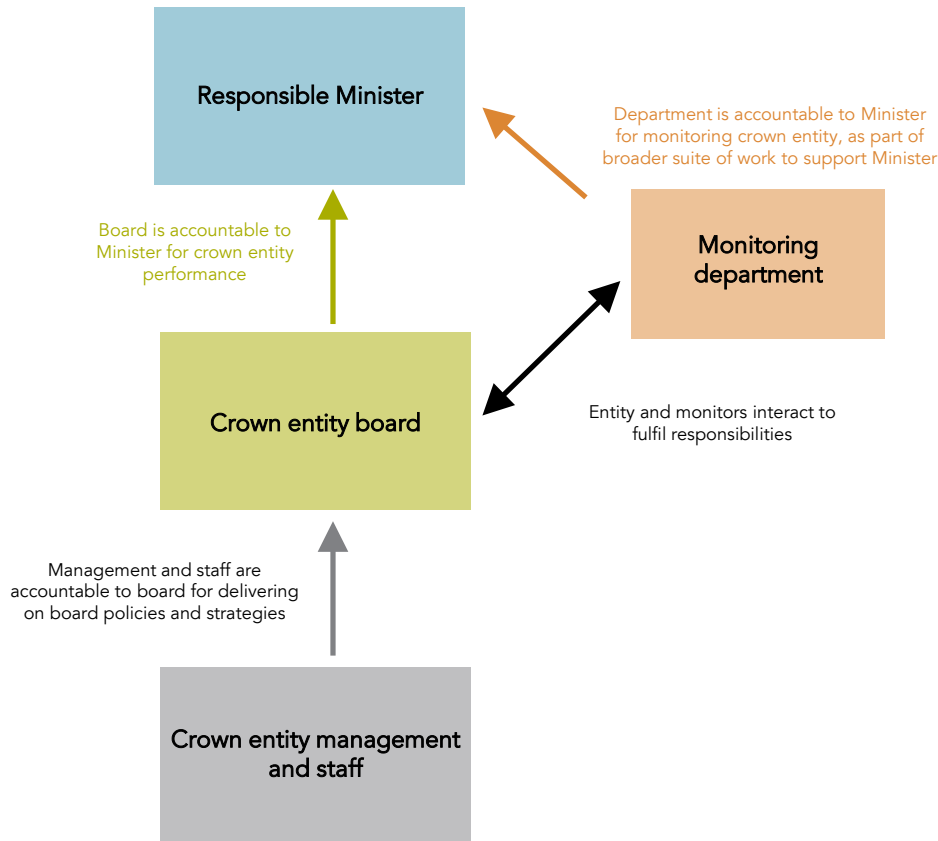 Responsible Minister
Department is accountable to Minister
for monitoring crown entity, as part of
broader suite of work to support Minister
Board is accountable to
Minister for crown entity
performance
Monitoring
department
Crown entity board
Entity and monitors interact to
fulfil responsibilities
Management and staff are
accountable to board for delivering
on board policies and strategies
Crown entity management
and staff